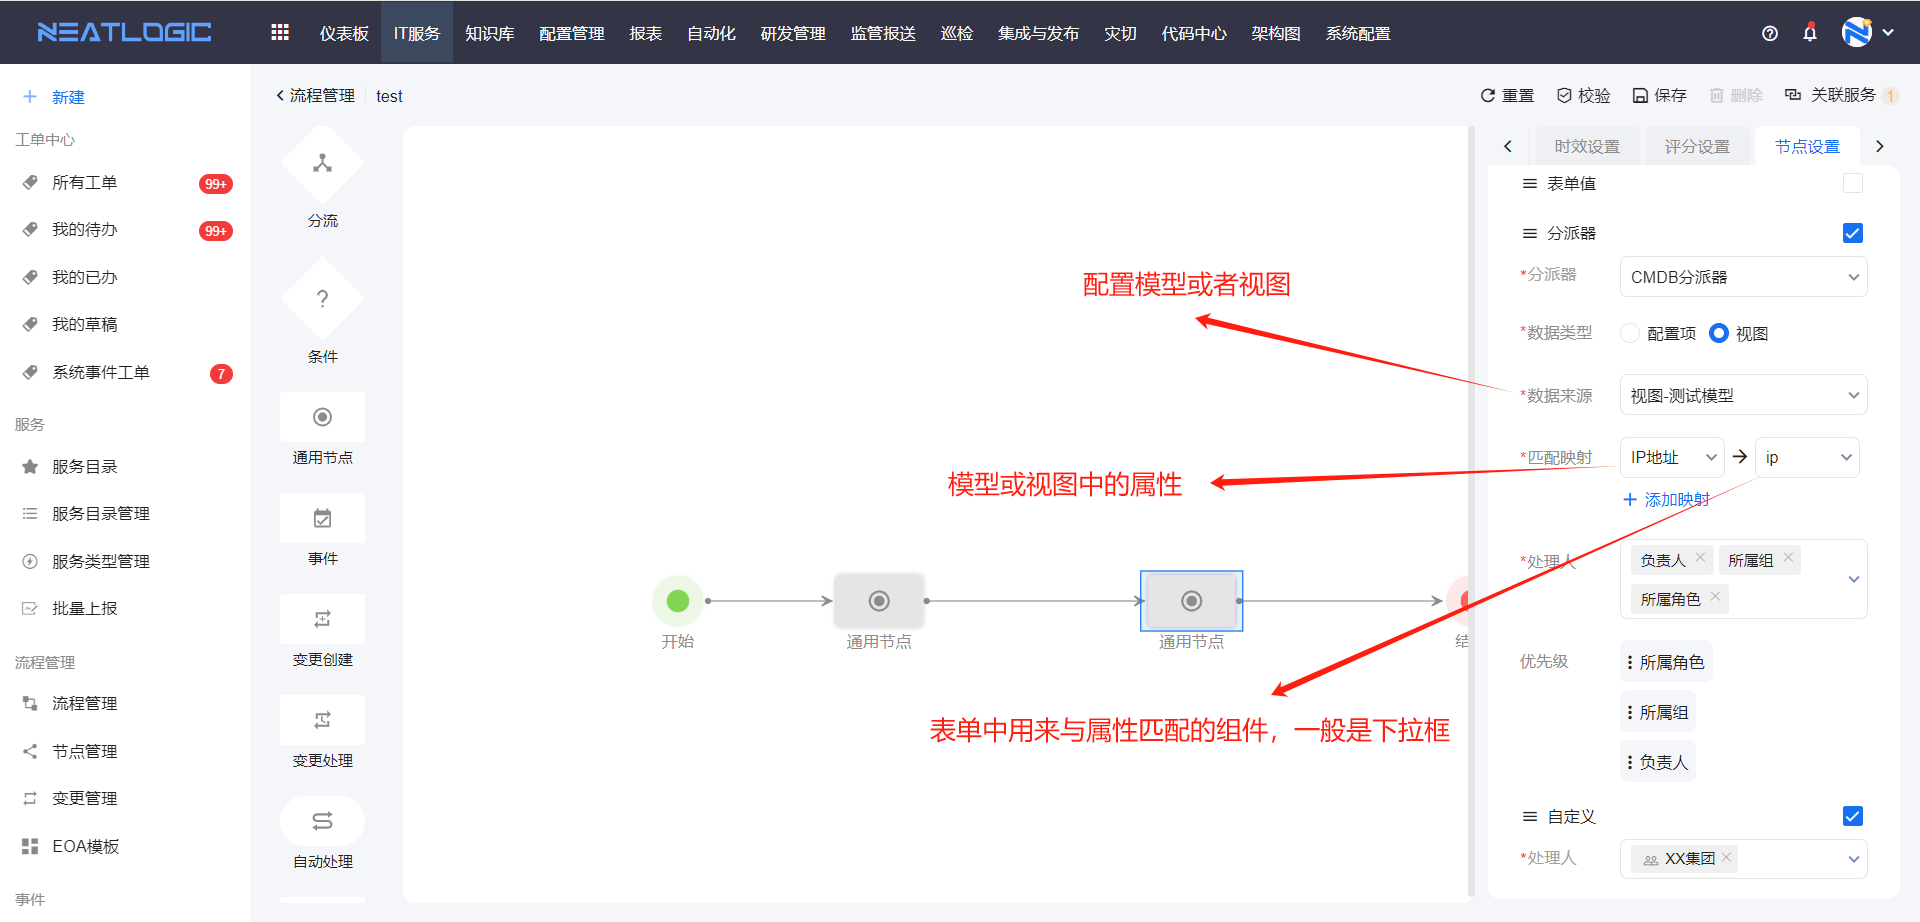 NEATLOGIC
仪表板
IT服务
知识库
配置管理
报表
自动化
研发管理
监管报送
巡检
集成与发布
灾切
代码中心
架构图
系统配置
新建
工单中心
所有工单 99+
我的待办 99+
我的已办
我的草稿
系统事件工单 7
服务
服务目录
服务目录管理
服务类型管理
批量上报
流程管理
流程管理
节点管理
变更管理
EOA模板
事件
流程管理 test
重置
校验
保存
删除
关联服务 1
分流
?
条件
通用节点
事件
变更创建
变更处理
自动处理
配置模型或者视图
模型或视图中的属性
开始
通用节点
通用节点
结
表单中用来与属性匹配的组件，一般是下拉框
时效设置
评分设置
节点设置
表单值
分派器
*分派器 CMDB分派器
*数据类型 配置项 视图
*数据来源 视图-测试模型
*匹配映射 IP地址 ip
添加映射
*处理人 负责人 所属组
所属角色
优先级 所属角色
所属组
负责人
自定义
*处理人 XX集团